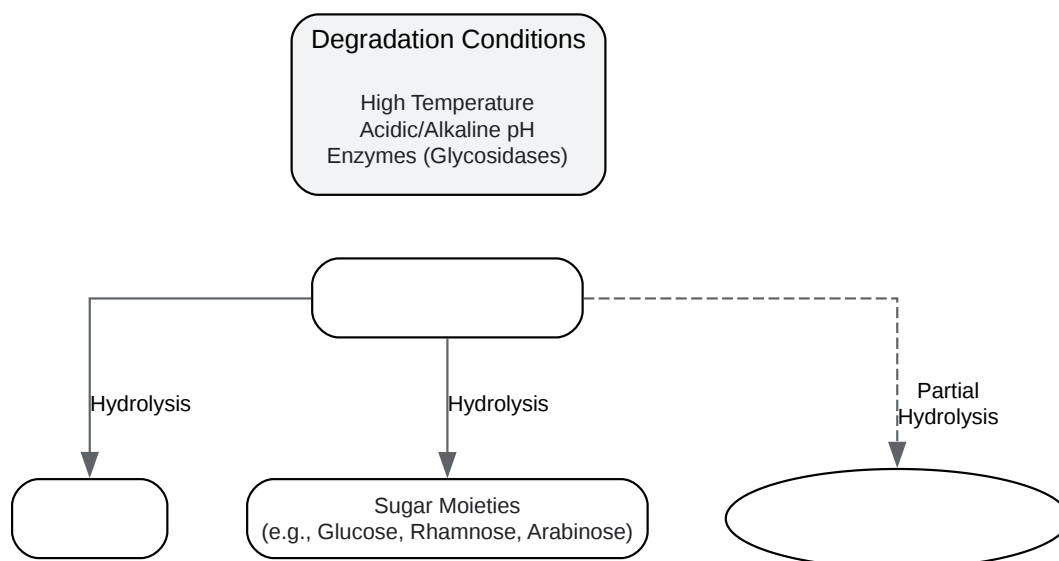 Degradation Conditions
High Temperature
Acidic/Alkaline pH
Enzymes (Glycosidases)
Hydrolysis
Hydrolysis
Partial
Hydrolysis
Sugar Moieties
(e.g., Glucose, Rhamnose, Arabinose)